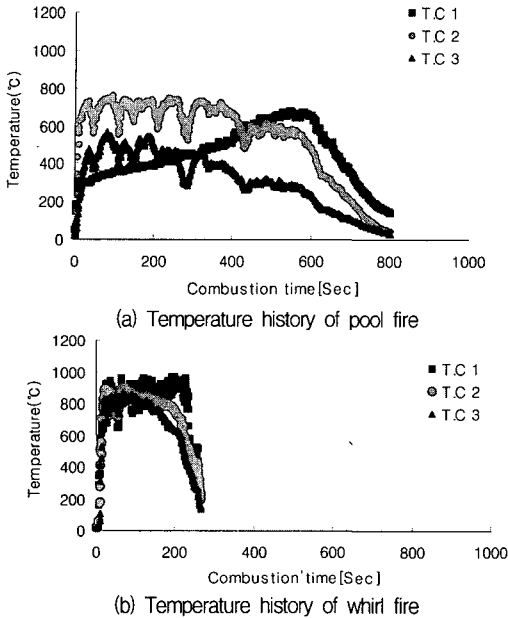 T.C 1
T.C 2
T.C 3
1200
1000
800
600
400
200
0
Temperature(℃)
0 200 400 600 800 1000
Combustion time[Sec]
(a) Temperature history of pool fire
1200
1000
800
600
400
200
0
Temperature(℃)
T.C 1
T.C 2
T.C 3
0 200 400 600 800 1000
Combustion'time[Sec]
(b) Temperature history of whirl fire